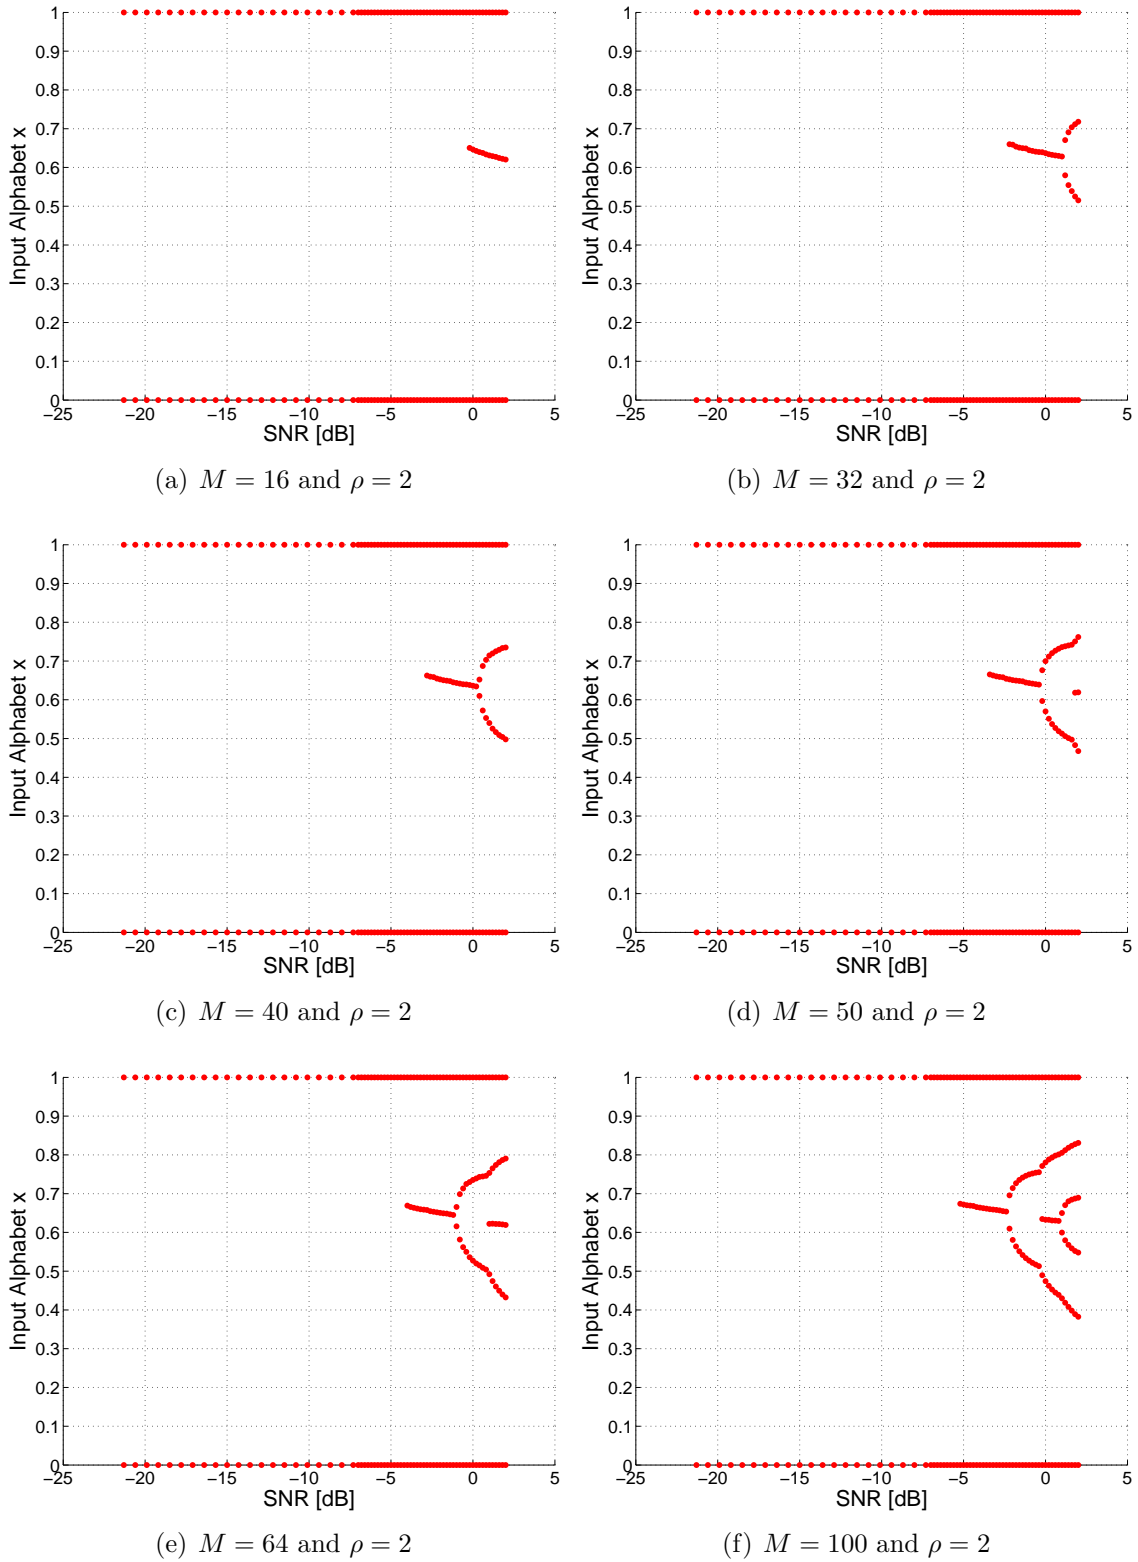 1
0.9
0.8
0.7
0.6
0.5
0.4
0.3
0.2
0.1
0
Input Alphabet x
−25 −20 −15 −10 −5 0 5
SNR [dB]
(a) M = 16 and ρ = 2
1
0.9
0.8
0.7
0.6
0.5
0.4
0.3
0.2
0.1
0
Input Alphabet x
−25 −20 −15 −10 −5 0 5
SNR [dB]
(b) M = 32 and ρ = 2
1
0.9
0.8
0.7
0.6
0.5
0.4
0.3
0.2
0.1
0
Input Alphabet x
−25 −20 −15 −10 −5 0 5
SNR [dB]
(c) M = 40 and ρ = 2
1
0.9
0.8
0.7
0.6
0.5
0.4
0.3
0.2
0.1
0
Input Alphabet x
−25 −20 −15 −10 −5 0 5
SNR [dB]
(d) M = 50 and ρ = 2
1
0.9
0.8
0.7
0.6
0.5
0.4
0.3
0.2
0.1
0
Input Alphabet x
−25 −20 −15 −10 −5 0 5
SNR [dB]
(e) M = 64 and ρ = 2
1
0.9
0.8
0.7
0.6
0.5
0.4
0.3
0.2
0.1
0
Input Alphabet x
−25 −20 −15 −10 −5 0 5
SNR [dB]
(f) M = 100 and ρ = 2